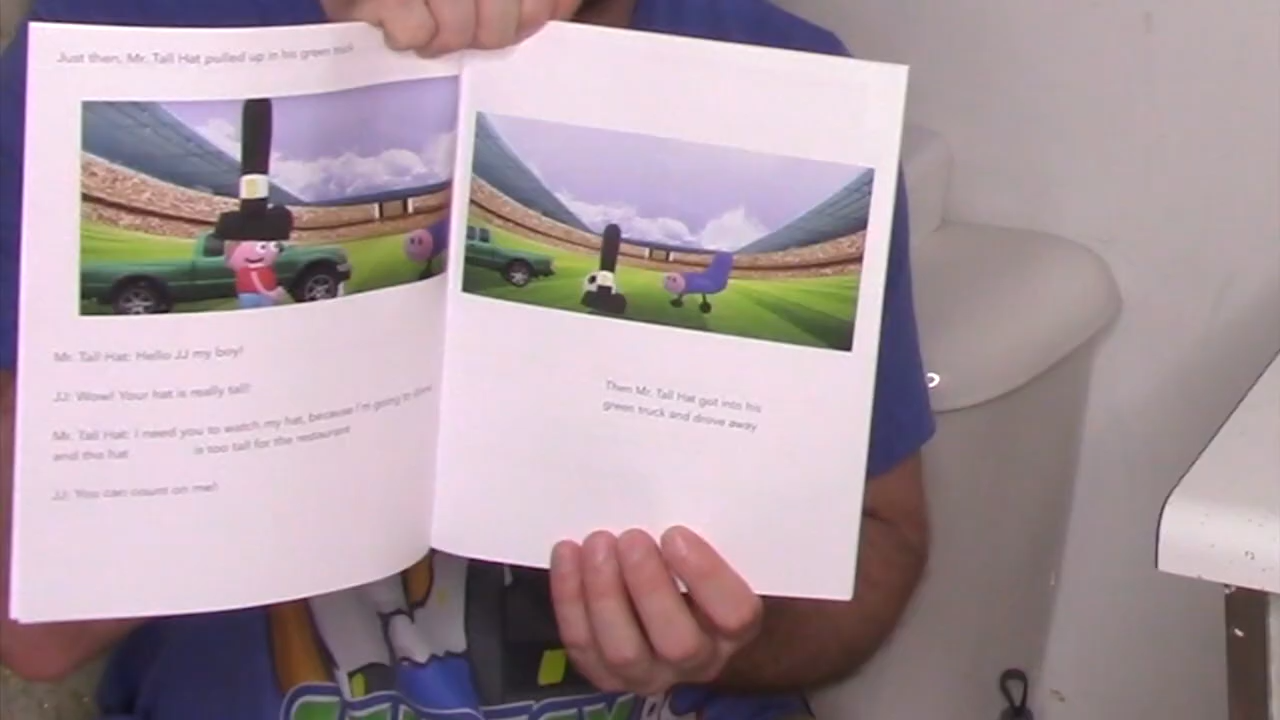 Just then, Mr. Tall Hat pulled up in his green truck
Mr. Tall Hat: Hello JJ my boy!
JJ: Wow! Your hat is really tall!
Mr. Tall Hat: I need you to watch my hat, because I'm going to dinner
and the hat is too tall for the restaurant
JJ: You can count on me!
Then Mr. Tall Hat got into his
green truck and drove away